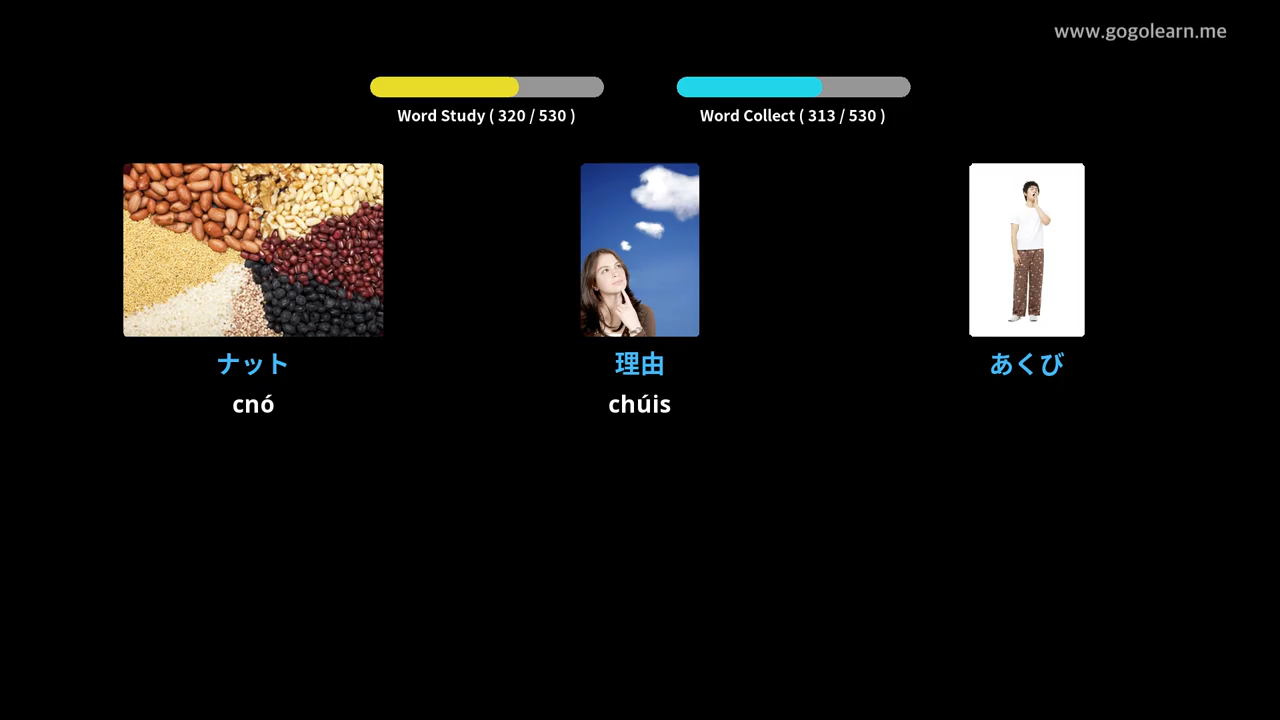 www.gogolearn.me
Word Study ( 320 / 530 )
Word Collect ( 313 / 530 )
ナット
理由
あくび
cnó
chúis